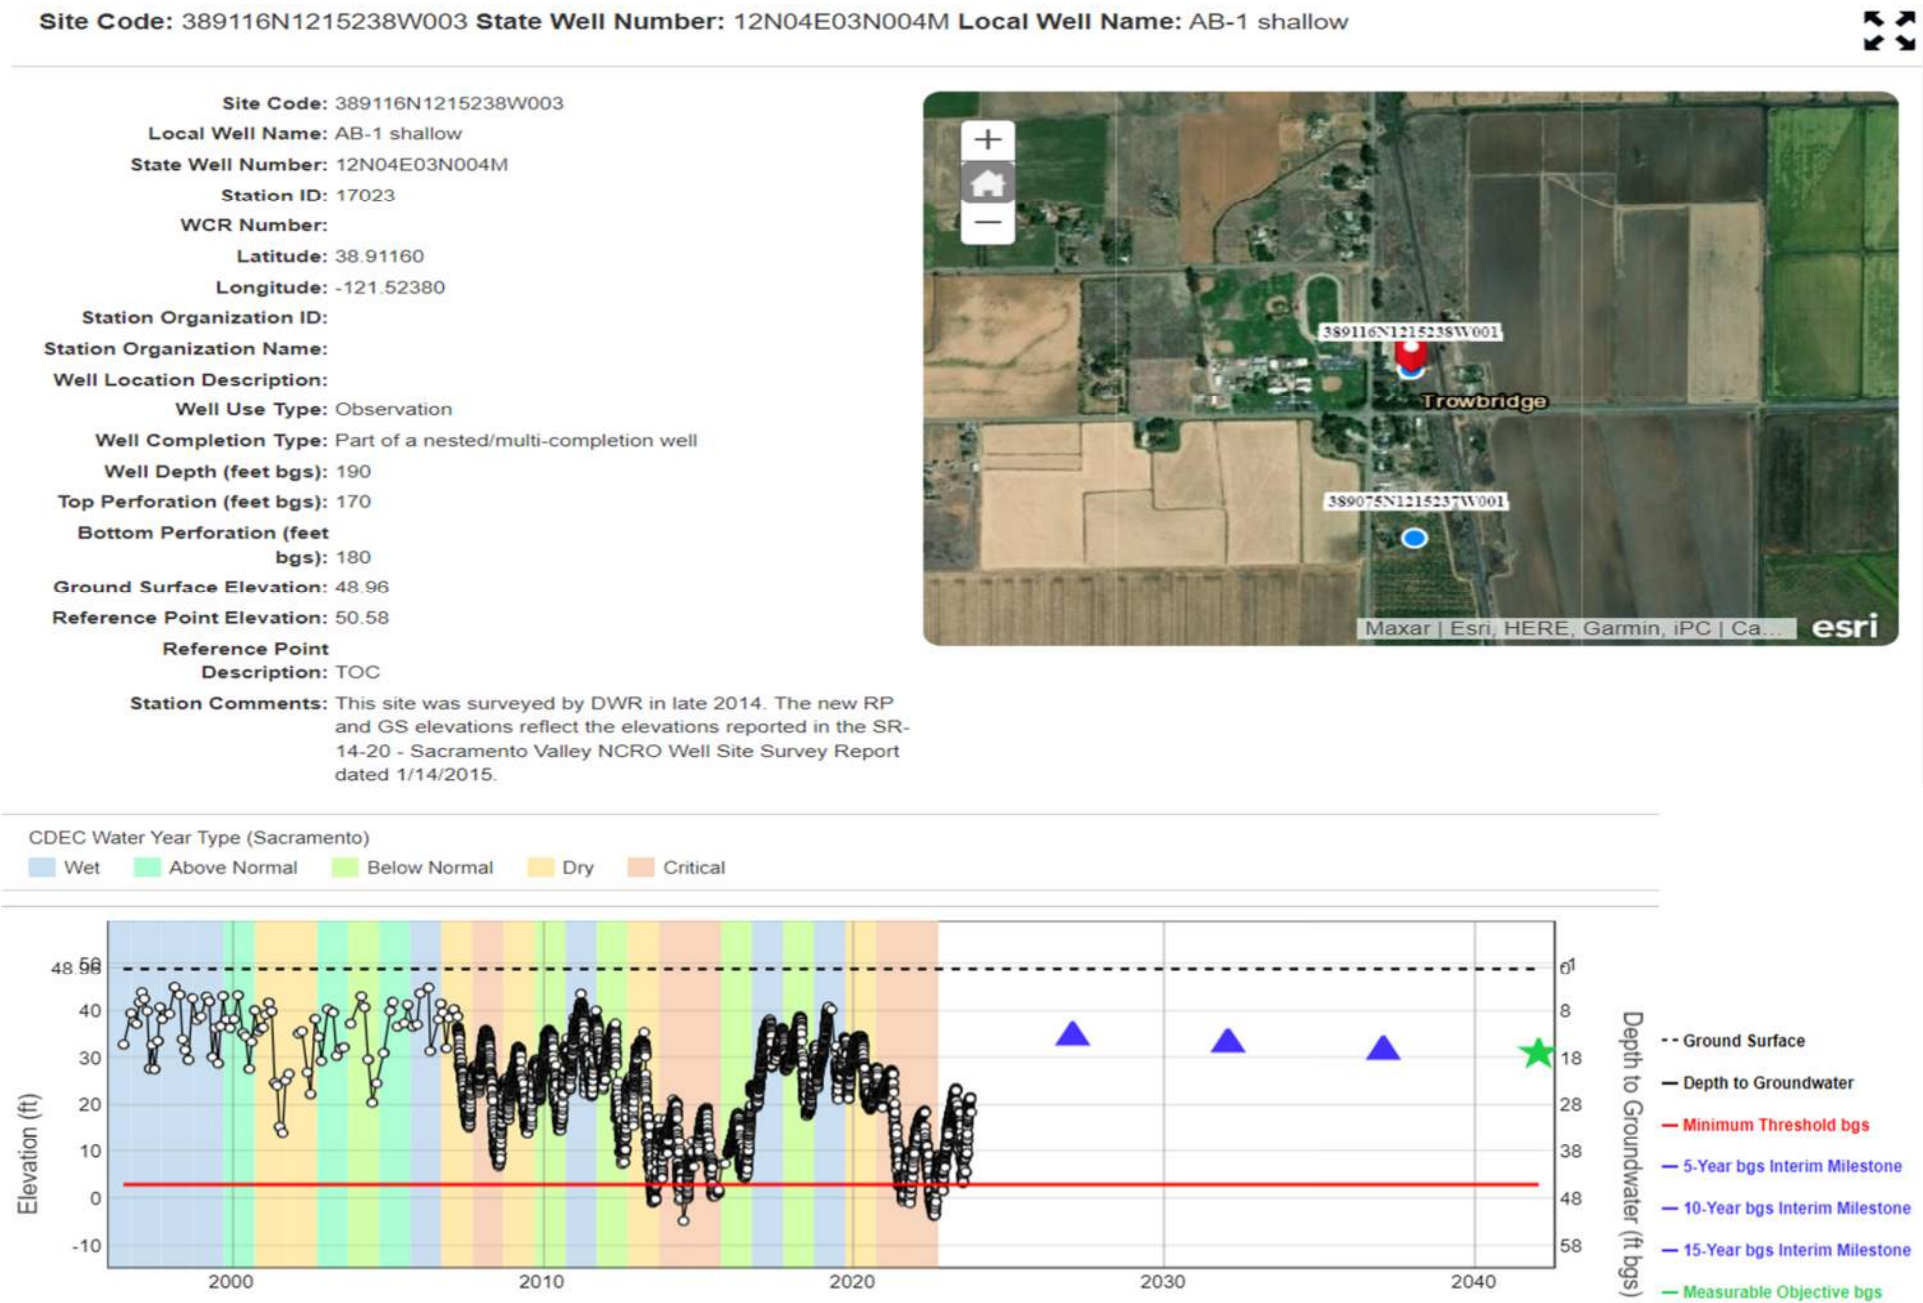 Site Code: 389116N1215238W003 State Well Number: 12N04E03N004M Local Well Name: AB-1 shallow
Site Code: 389116N1215238W003
Local Well Name: AB-1 shallow
State Well Number: 12N04E03N004M
Station ID: 17023
WCR Number:
Latitude: 38.91160
Longitude: -121.52380
Station Organization ID:
Station Organization Name:
Well Location Description:
Well Use Type: Observation
Well Completion Type: Part of a nested/multi-completion well
Well Depth (feet bgs): 190
Top Perforation (feet bgs): 170
Bottom Perforation (feet
bgs): 180
Ground Surface Elevation: 48.96
Reference Point Elevation: 50.58
Reference Point
Description: TOC
Station Comments: This site was surveyed by DWR in late 2014. The new RP
and GS elevations reflect the elevations reported in the SR-
14-20 - Sacramento Valley NCRO Well Site Survey Report
dated 1/14/2015.
+
−
389116N1215238W001
Trowbridge
389075N1215237W001
Maxar | Esri, HERE, Garmin, iPC | Ca...
esri
CDEC Water Year Type (Sacramento)
Wet Above Normal Below Normal Dry Critical
Elevation (ft)
50
48.96
40
30
20
10
0
-10
2000 2010 2020 2030 2040
-1
0
8
18
28
38
48
58
Depth to Groundwater (ft bgs)
Ground Surface
Depth to Groundwater
Minimum Threshold bgs
5-Year bgs Interim Milestone
10-Year bgs Interim Milestone
15-Year bgs Interim Milestone
Measurable Objective bgs